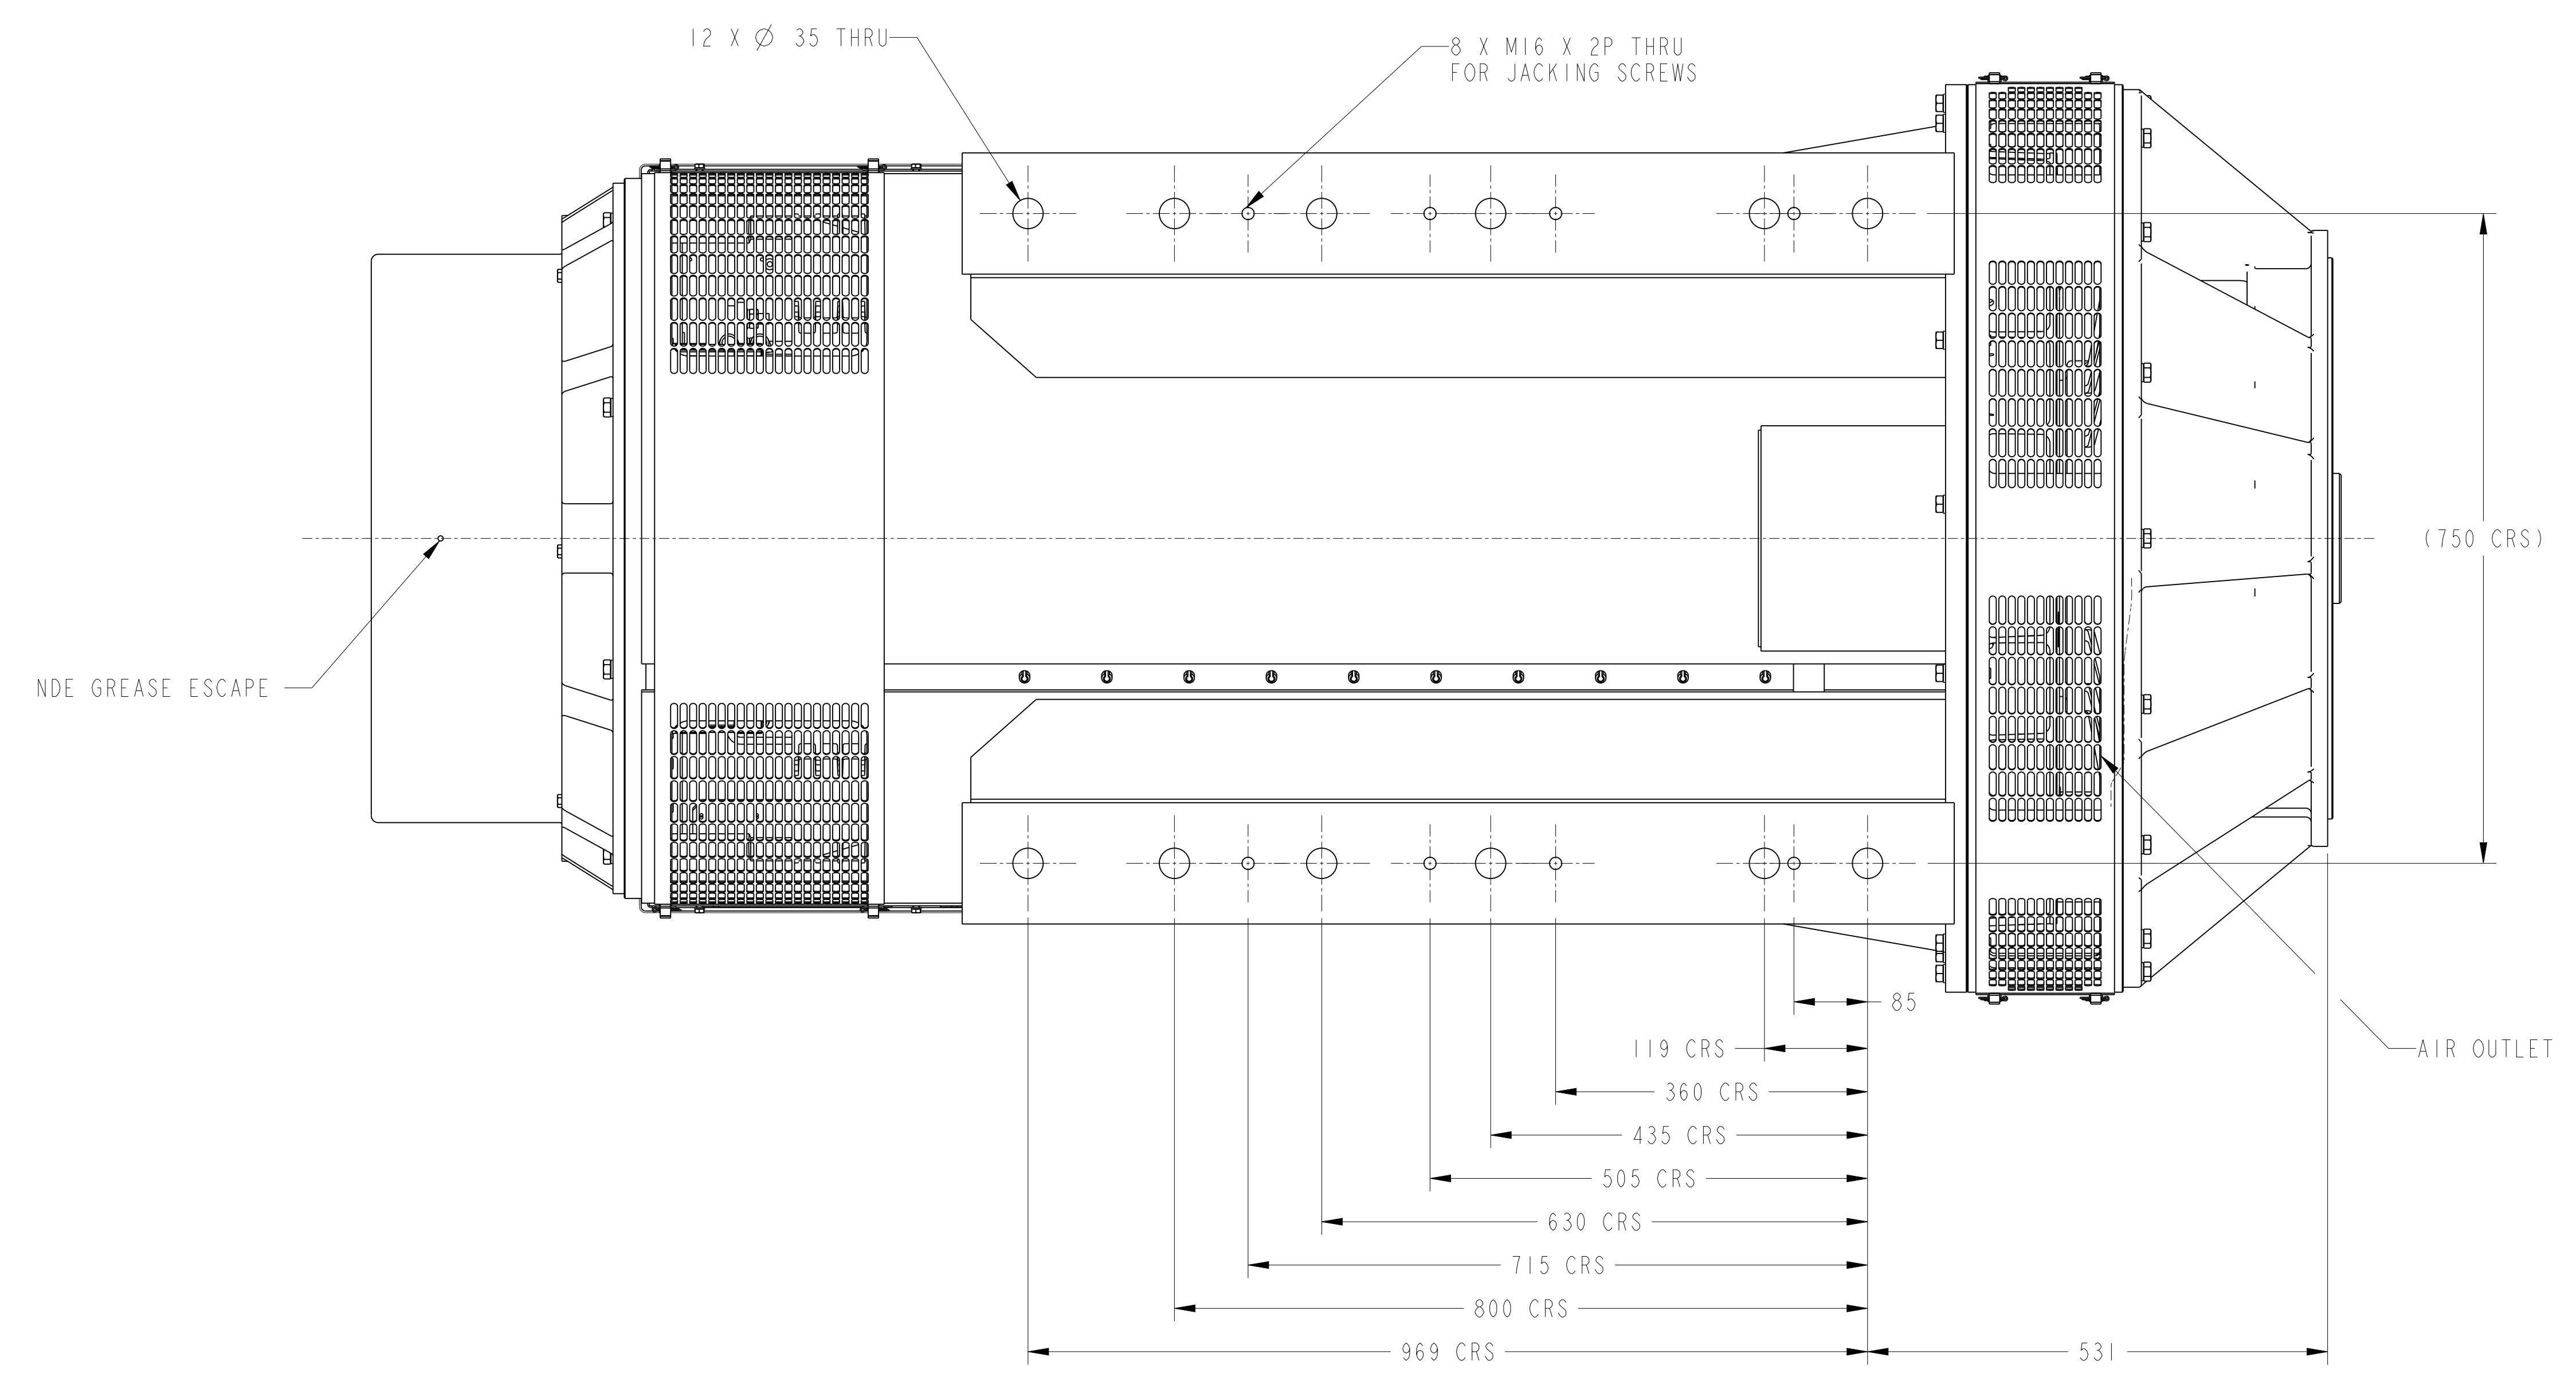 12 X Ø 35 THRU
8 X M16 X 2P THRU
FOR JACKING SCREWS
(750 CRS)
NDE GREASE ESCAPE
85
119 CRS
AIR OUTLET
360 CRS
435 CRS
505 CRS
630 CRS
715 CRS
800 CRS
969 CRS
531